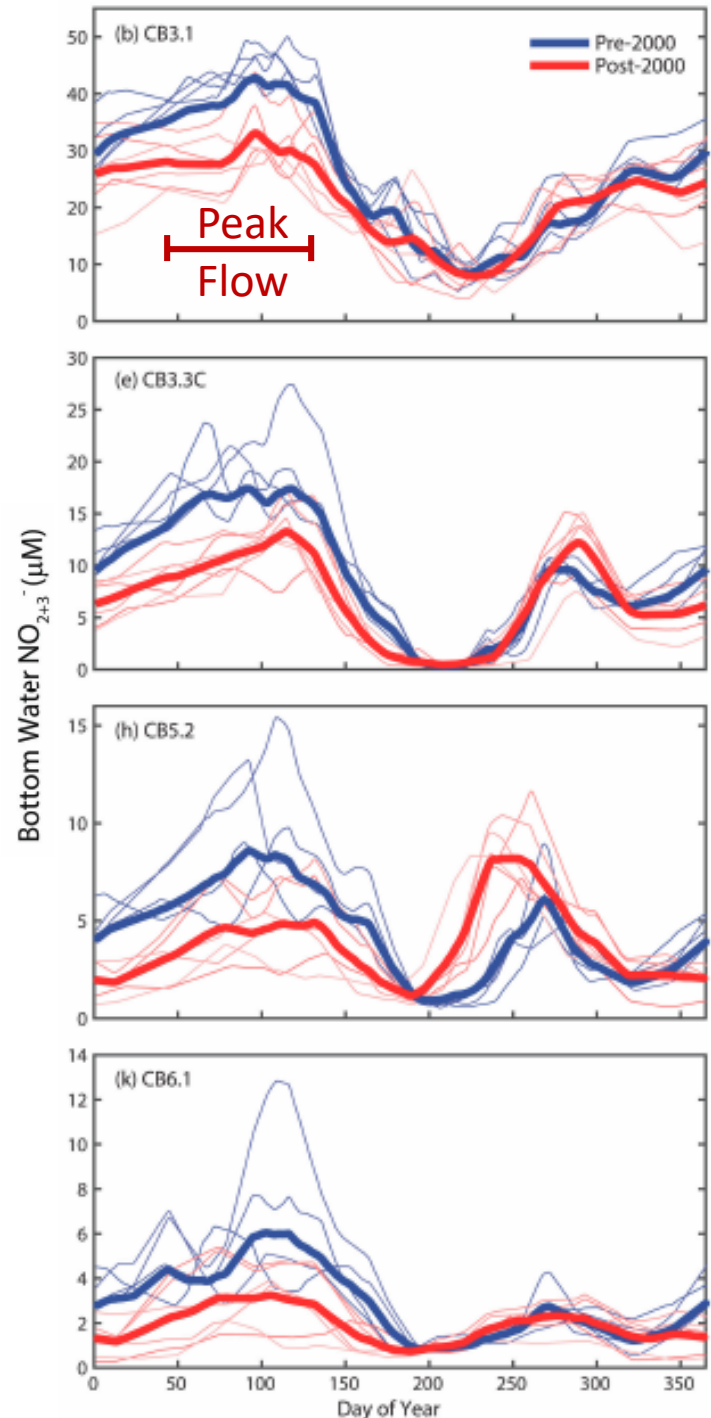 (b) CB3.1
Pre-2000
Post-2000
50
40
30
20
10
0
Peak
Flow
(e) CB3.3C
30
25
20
15
10
5
0
Bottom Water NO₂₊₃⁻ (μM)
(h) CB5.2
15
10
5
0
(k) CB6.1
14
12
10
8
6
4
2
0
0 50 100 150 200 250 300 350
Day of Year